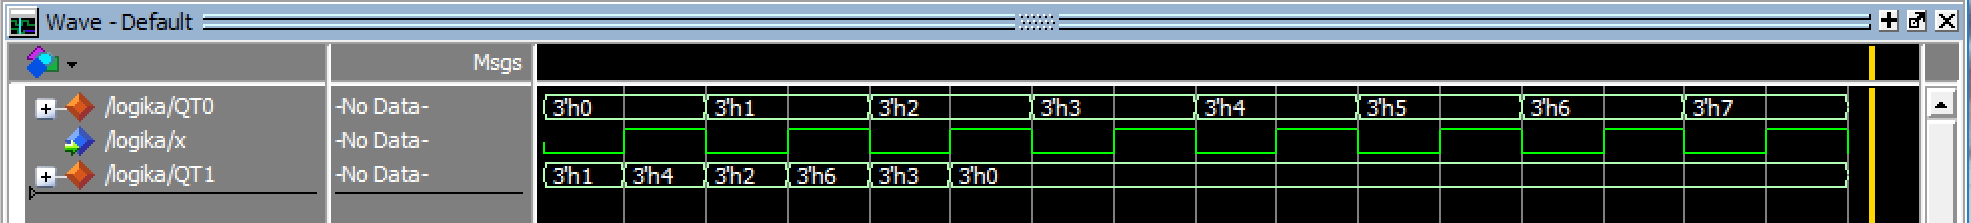 Wave - Default
Msgs
/logika/QT0 -No Data- 3'h0 3'h1 3'h2 3'h3 3'h4 3'h5 3'h6 3'h7
/logika/x -No Data-
/logika/QT1 -No Data- 3'h1 3'h4 3'h2 3'h6 3'h3 3'h0